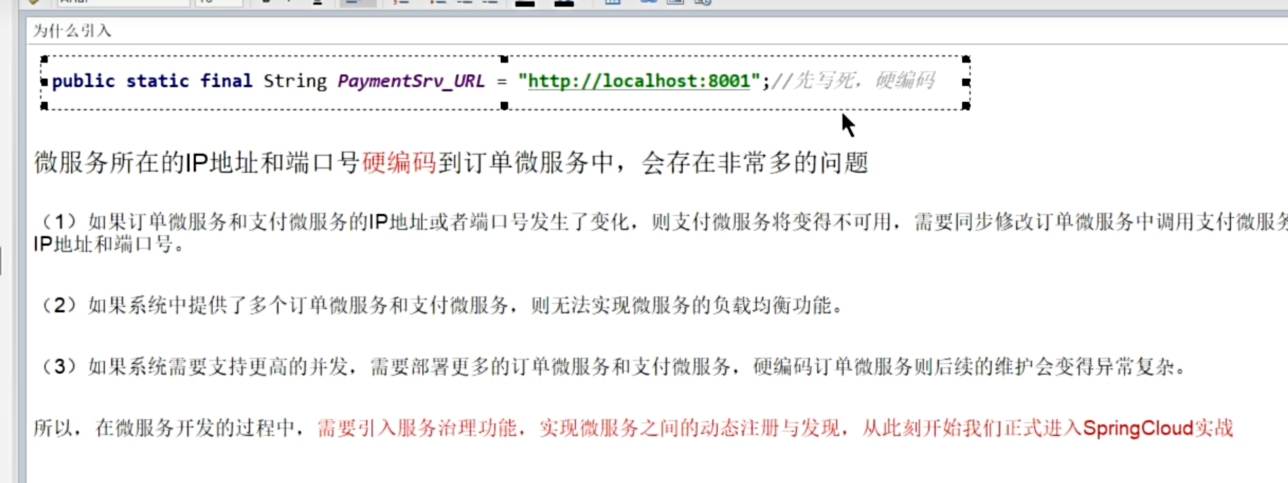 为什么引入
public static final String PaymentSrv_URL = "http://localhost:8001";//先写死，硬编码
微服务所在的IP地址和端口号硬编码到订单微服务中，会存在非常多的问题
（1）如果订单微服务和支付微服务的IP地址或者端口号发生了变化，则支付微服务将变得不可用，需要同步修改订单微服务中调用支付微服务
IP地址和端口号。
（2）如果系统中提供了多个订单微服务和支付微服务，则无法实现微服务的负载均衡功能。
（3）如果系统需要支持更高的并发，需要部署更多的订单微服务和支付微服务，硬编码订单微服务则后续的维护会变得异常复杂。
所以，在微服务开发的过程中，需要引入服务治理功能，实现微服务之间的动态注册与发现，从此刻开始我们正式进入SpringCloud实战